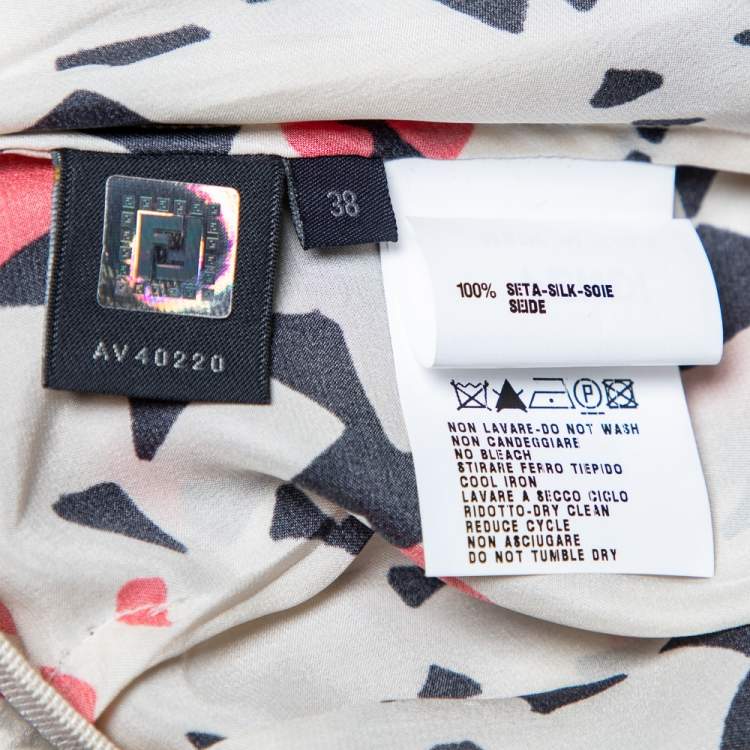 AV40220
38
100% SETA-SILK-SOIE
SEIDE
P
NON LAVARE-DO NOT WASH
NON CANDEGGIARE
NO BLEACH
STIRARE FERRO TIEPIDO
COOL IRON
LAVARE A SECCO CICLO
RIDOTTO-DRY CLEAN
REDUCE CYCLE
NON ASCIUGARE
DO NOT TUMBLE DRY